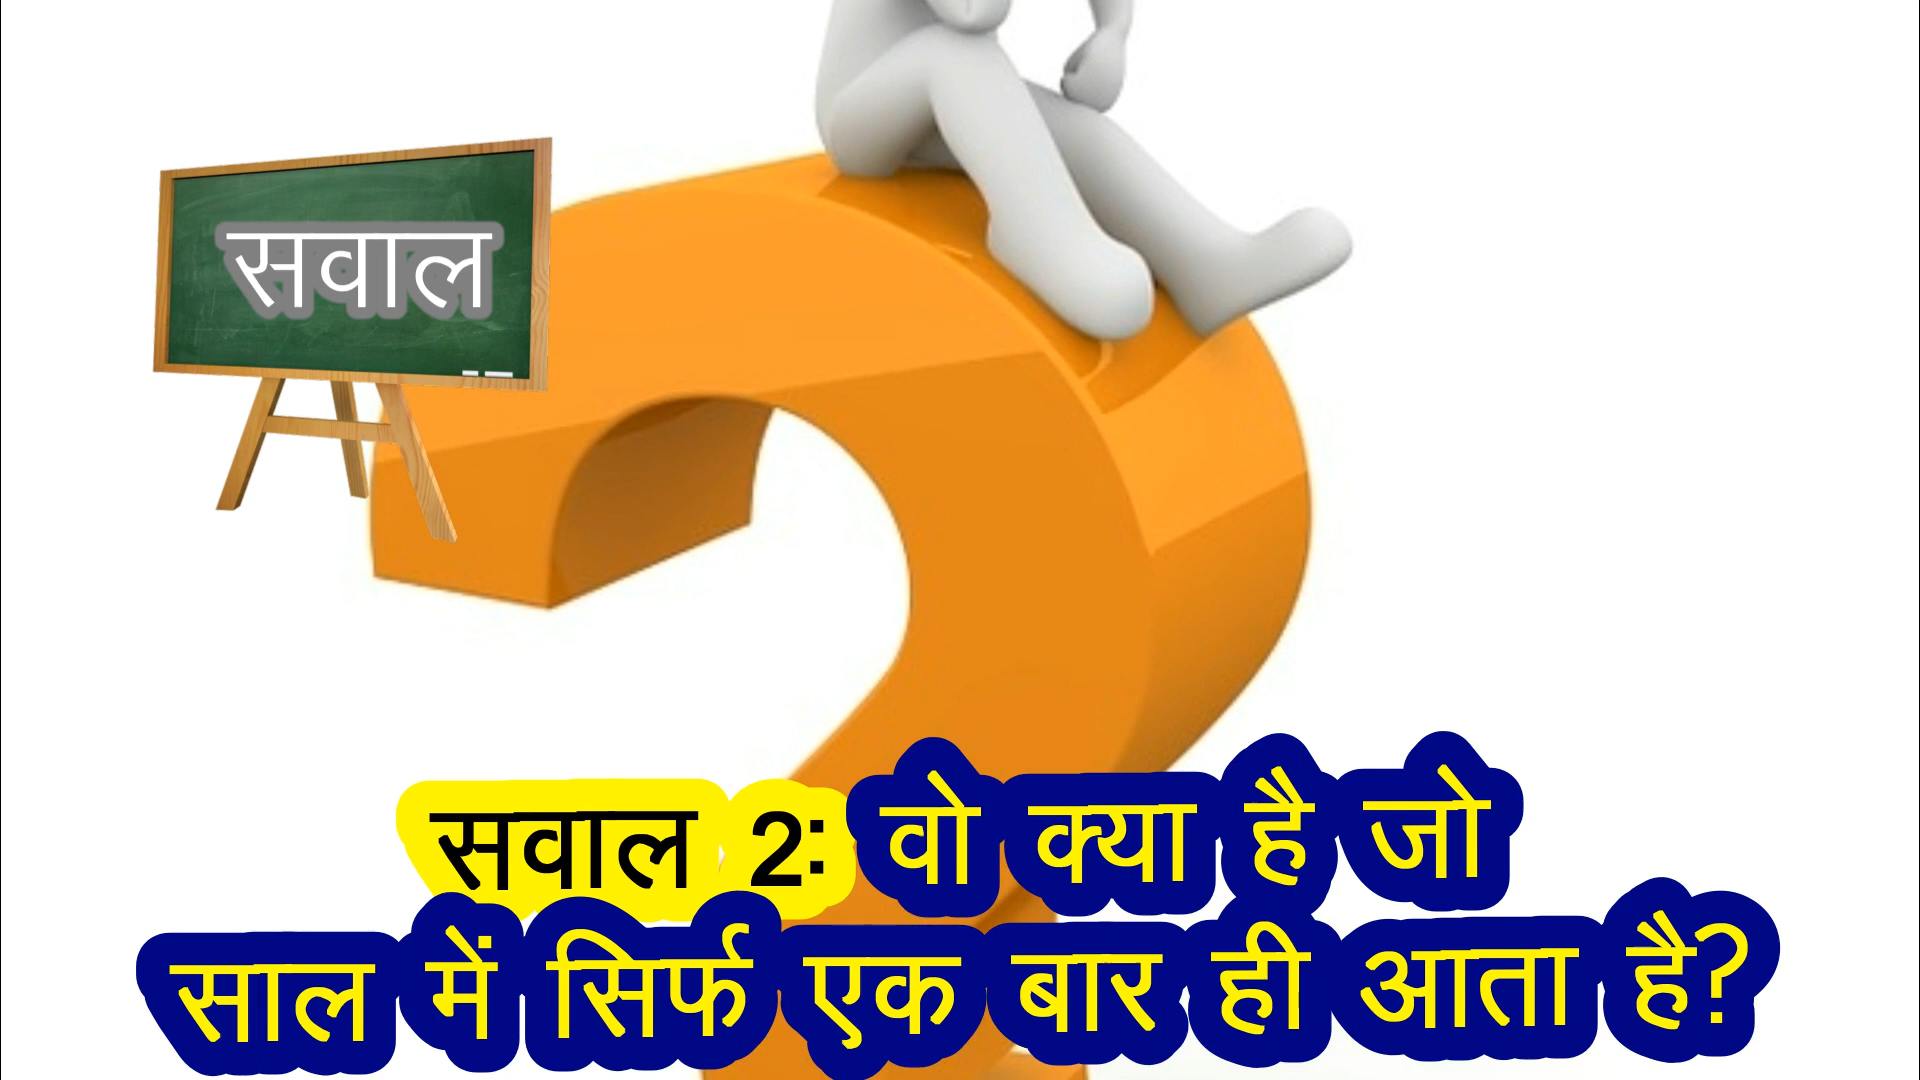 सवाल
सवाल 2: वो क्या है जो
साल में सिर्फ एक बार ही आता है?